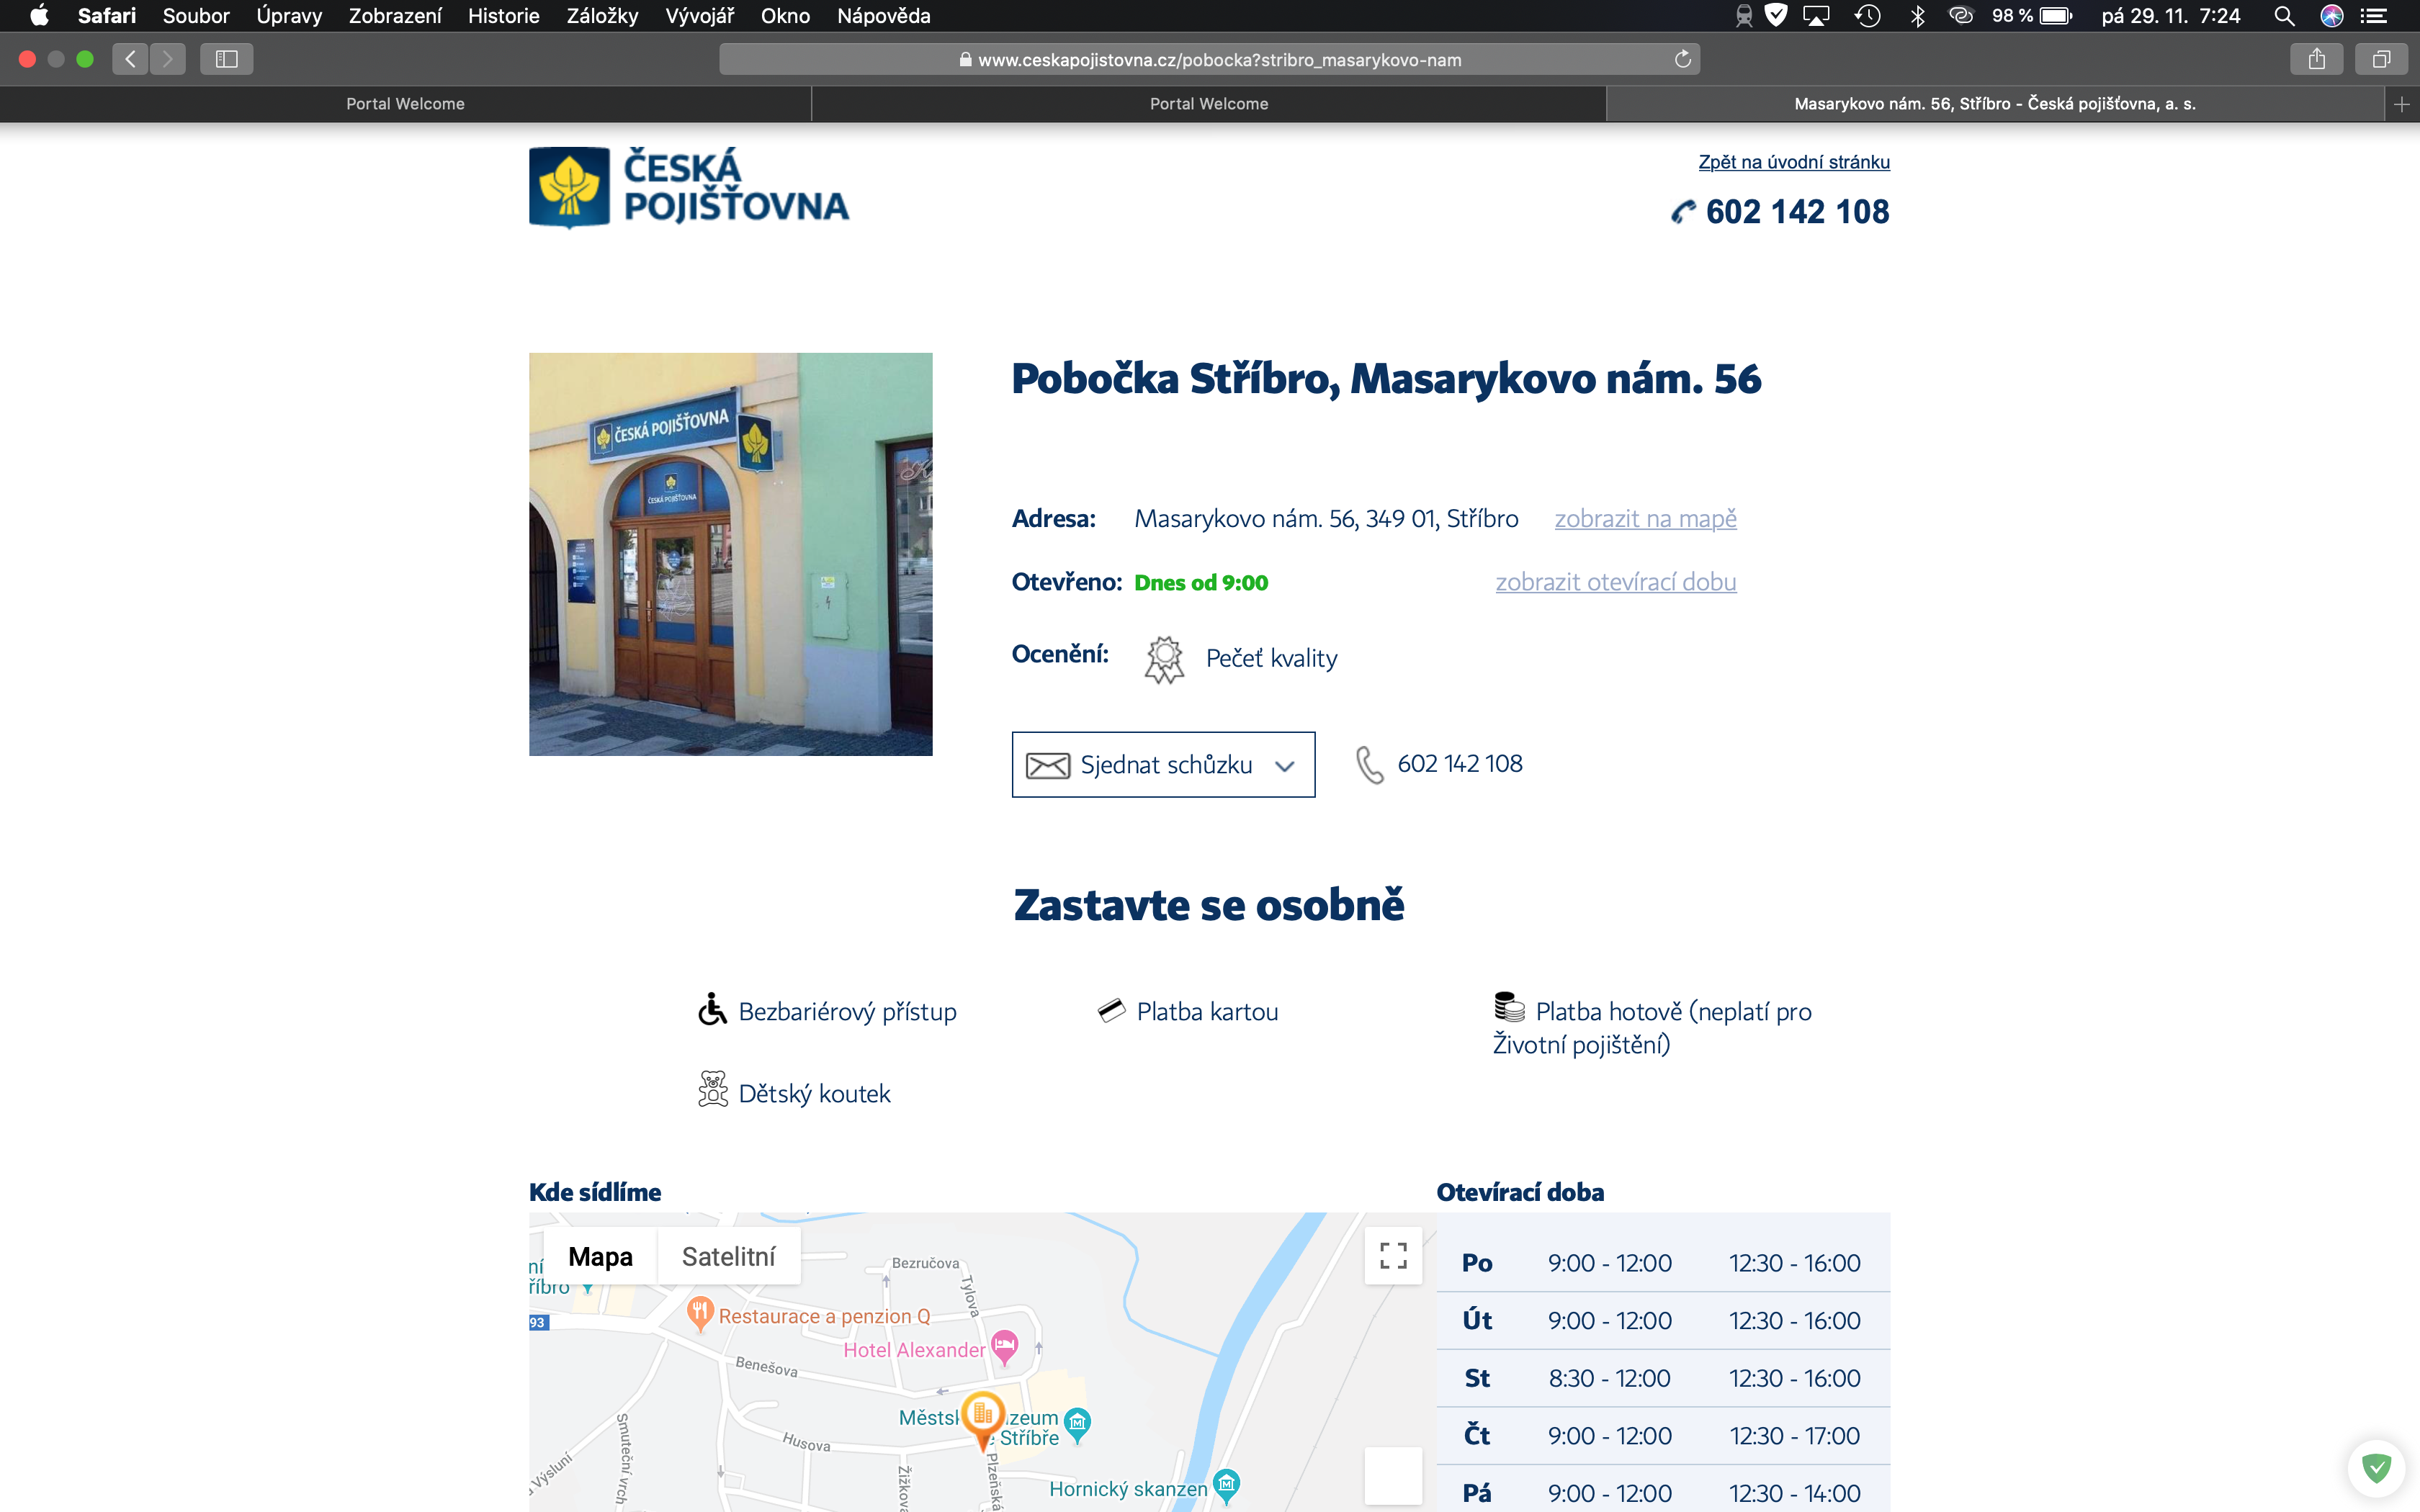 Safari Soubor Úpravy Zobrazení Historie Záložky Vývojář Okno Nápověda 98 % pá 29. 11. 7:24
www.ceskapojistovna.cz/pobocka?stribro_masarykovo-nam
Portal Welcome Portal Welcome Masarykovo nám. 56, Stříbro - Česká pojišťovna, a. s.
ČESKÁ
POJIŠŤOVNA
Zpět na úvodní stránku
602 142 108
ČESKÁ POJIŠŤOVNA
ČESKÁ POJIŠŤOVNA
Pobočka Stříbro, Masarykovo nám. 56
Adresa: Masarykovo nám. 56, 349 01, Stříbro zobrazit na mapě
Otevřeno: Dnes od 9:00 zobrazit otevírací dobu
Ocenění: Pečeť kvality
Sjednat schůzku 602 142 108
Zastavte se osobně
Bezbariérový přístup Platba kartou Platba hotově (neplatí pro
Životní pojištění)
Dětský koutek
Kde sídlíme
Mapa Satelitní
ní
říbro
93
Bezručova
Tylova
Restaurace a penzion Q
Hotel Alexander
Benešova
Městsk zeum
e Stříbře
Husova
Smuteční vrch
Výsluní
Žižkova
Plzeňská
Hornický skanzen
Otevírací doba
Po 9:00 - 12:00 12:30 - 16:00
Út 9:00 - 12:00 12:30 - 16:00
St 8:30 - 12:00 12:30 - 16:00
Čt 9:00 - 12:00 12:30 - 17:00
Pá 9:00 - 12:00 12:30 - 14:00